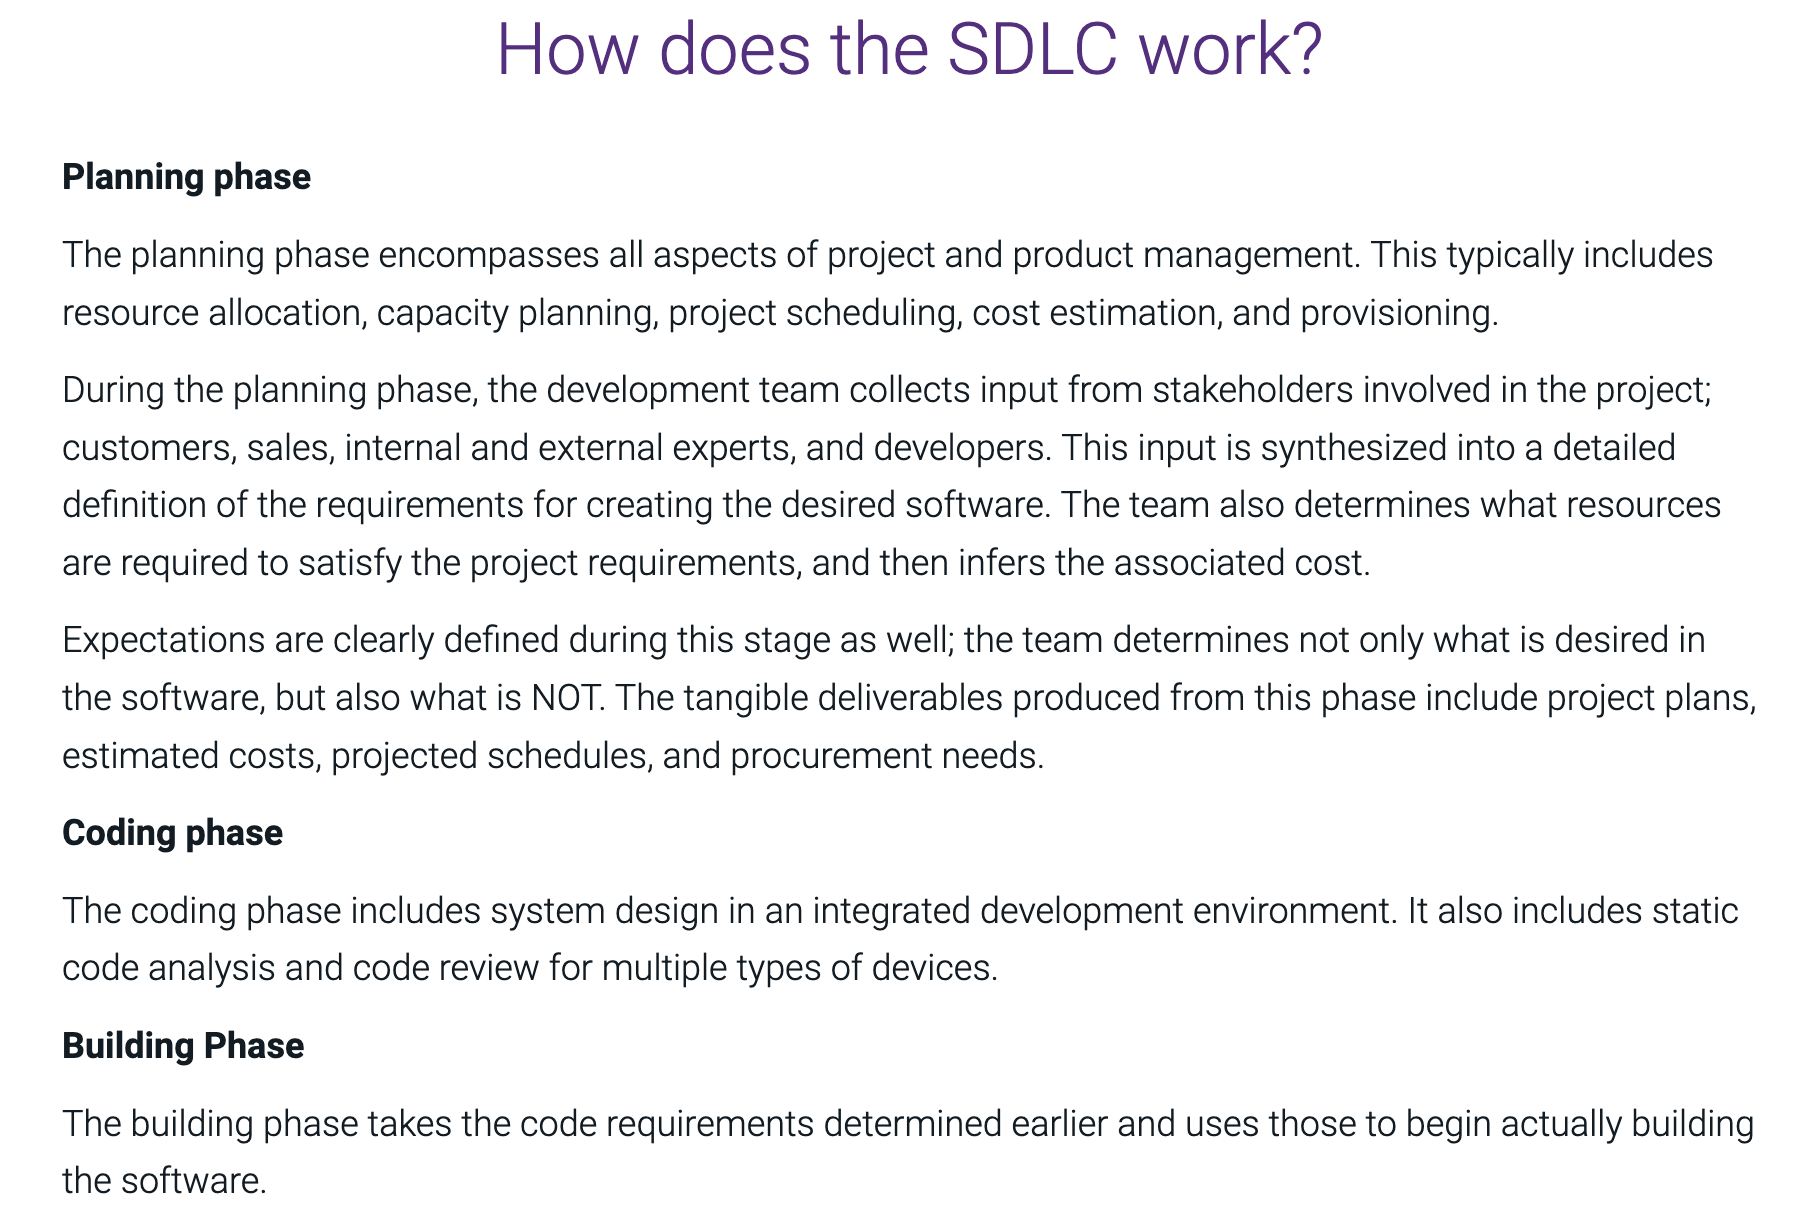 How does the SDLC work?
Planning phase
The planning phase encompasses all aspects of project and product management. This typically includes
resource allocation, capacity planning, project scheduling, cost estimation, and provisioning.
During the planning phase, the development team collects input from stakeholders involved in the project;
customers, sales, internal and external experts, and developers. This input is synthesized into a detailed
definition of the requirements for creating the desired software. The team also determines what resources
are required to satisfy the project requirements, and then infers the associated cost.
Expectations are clearly defined during this stage as well; the team determines not only what is desired in
the software, but also what is NOT. The tangible deliverables produced from this phase include project plans,
estimated costs, projected schedules, and procurement needs.
Coding phase
The coding phase includes system design in an integrated development environment. It also includes static
code analysis and code review for multiple types of devices.
Building Phase
The building phase takes the code requirements determined earlier and uses those to begin actually building
the software.